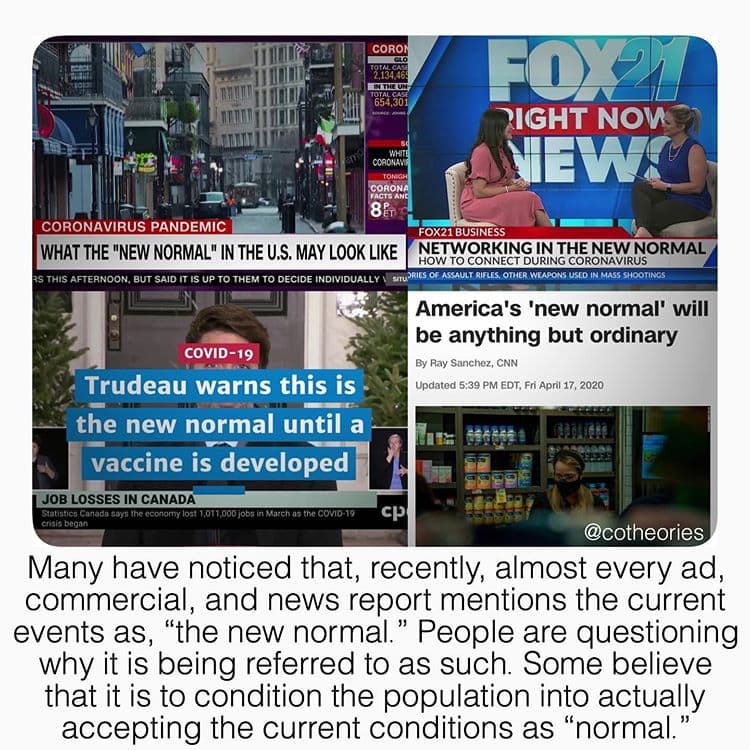 CORON
GLO
TOTAL CASE
2,134,465
IN THE UN
TOTAL CASE
654,301
WHITE
CORONAVI
TONIGH
CORONA
FACTS AND
8 P ET
CORONAVIRUS PANDEMIC
WHAT THE "NEW NORMAL" IN THE U.S. MAY LOOK LIKE
RS THIS AFTERNOON, BUT SAID IT IS UP TO THEM TO DECIDE INDIVIDUALLY
SITU
FOX21
RIGHT NOW
NEWS
FOX21 BUSINESS
NETWORKING IN THE NEW NORMAL
HOW TO CONNECT DURING CORONAVIRUS
ORIES OF ASSAULT RIFLES, OTHER WEAPONS USED IN MASS SHOOTINGS
COVID-19
Trudeau warns this is
the new normal until a
vaccine is developed
JOB LOSSES IN CANADA
Statistics Canada says the economy lost 1,011,000 jobs in March as the COVID-19
crisis began
cp
America's 'new normal' will
be anything but ordinary
By Ray Sanchez, CNN
Updated 5:39 PM EDT, Fri April 17, 2020
@cotheories
Many have noticed that, recently, almost every ad,
commercial, and news report mentions the current
events as, “the new normal.” People are questioning
why it is being referred to as such. Some believe
that it is to condition the population into actually
accepting the current conditions as “normal.”